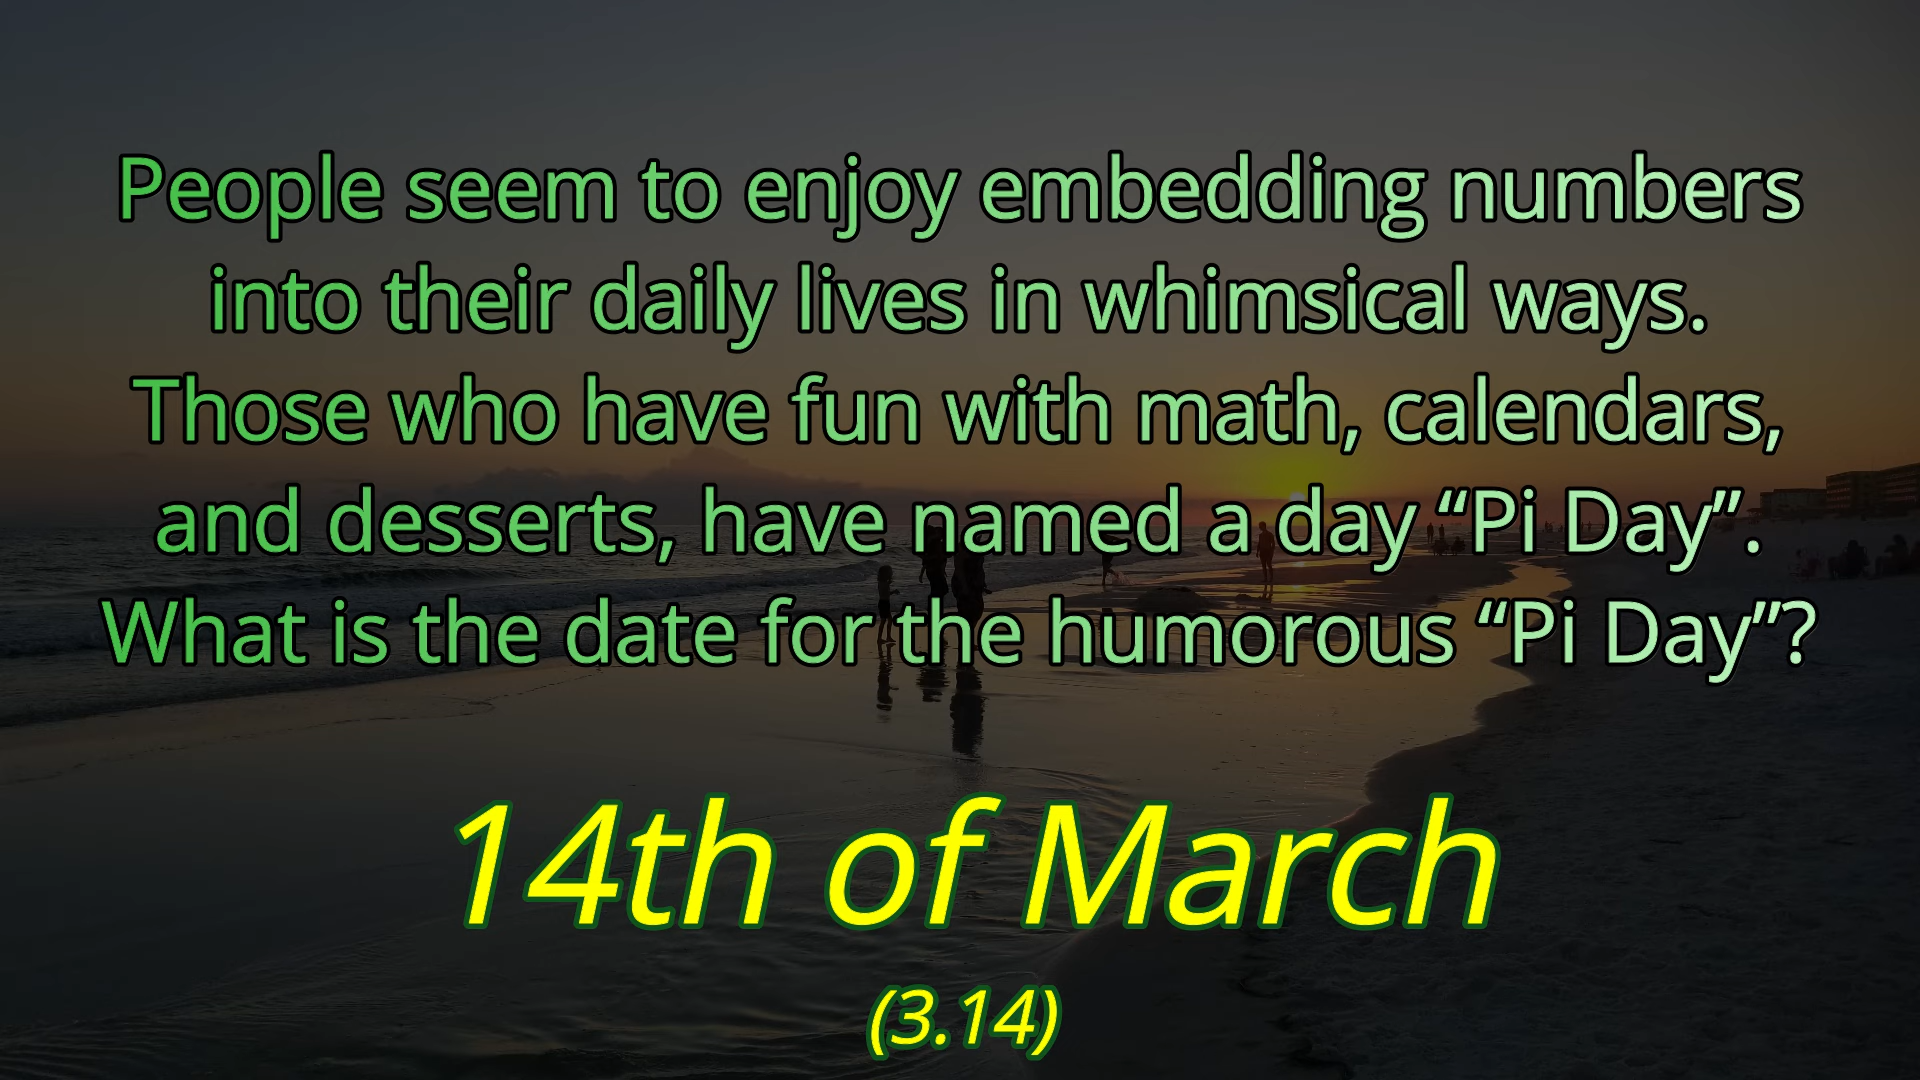 People seem to enjoy embedding numbers
into their daily lives in whimsical ways.
Those who have fun with math, calendars,
and desserts, have named a day “Pi Day”.
What is the date for the humorous “Pi Day”?
14th of March
(3.14)